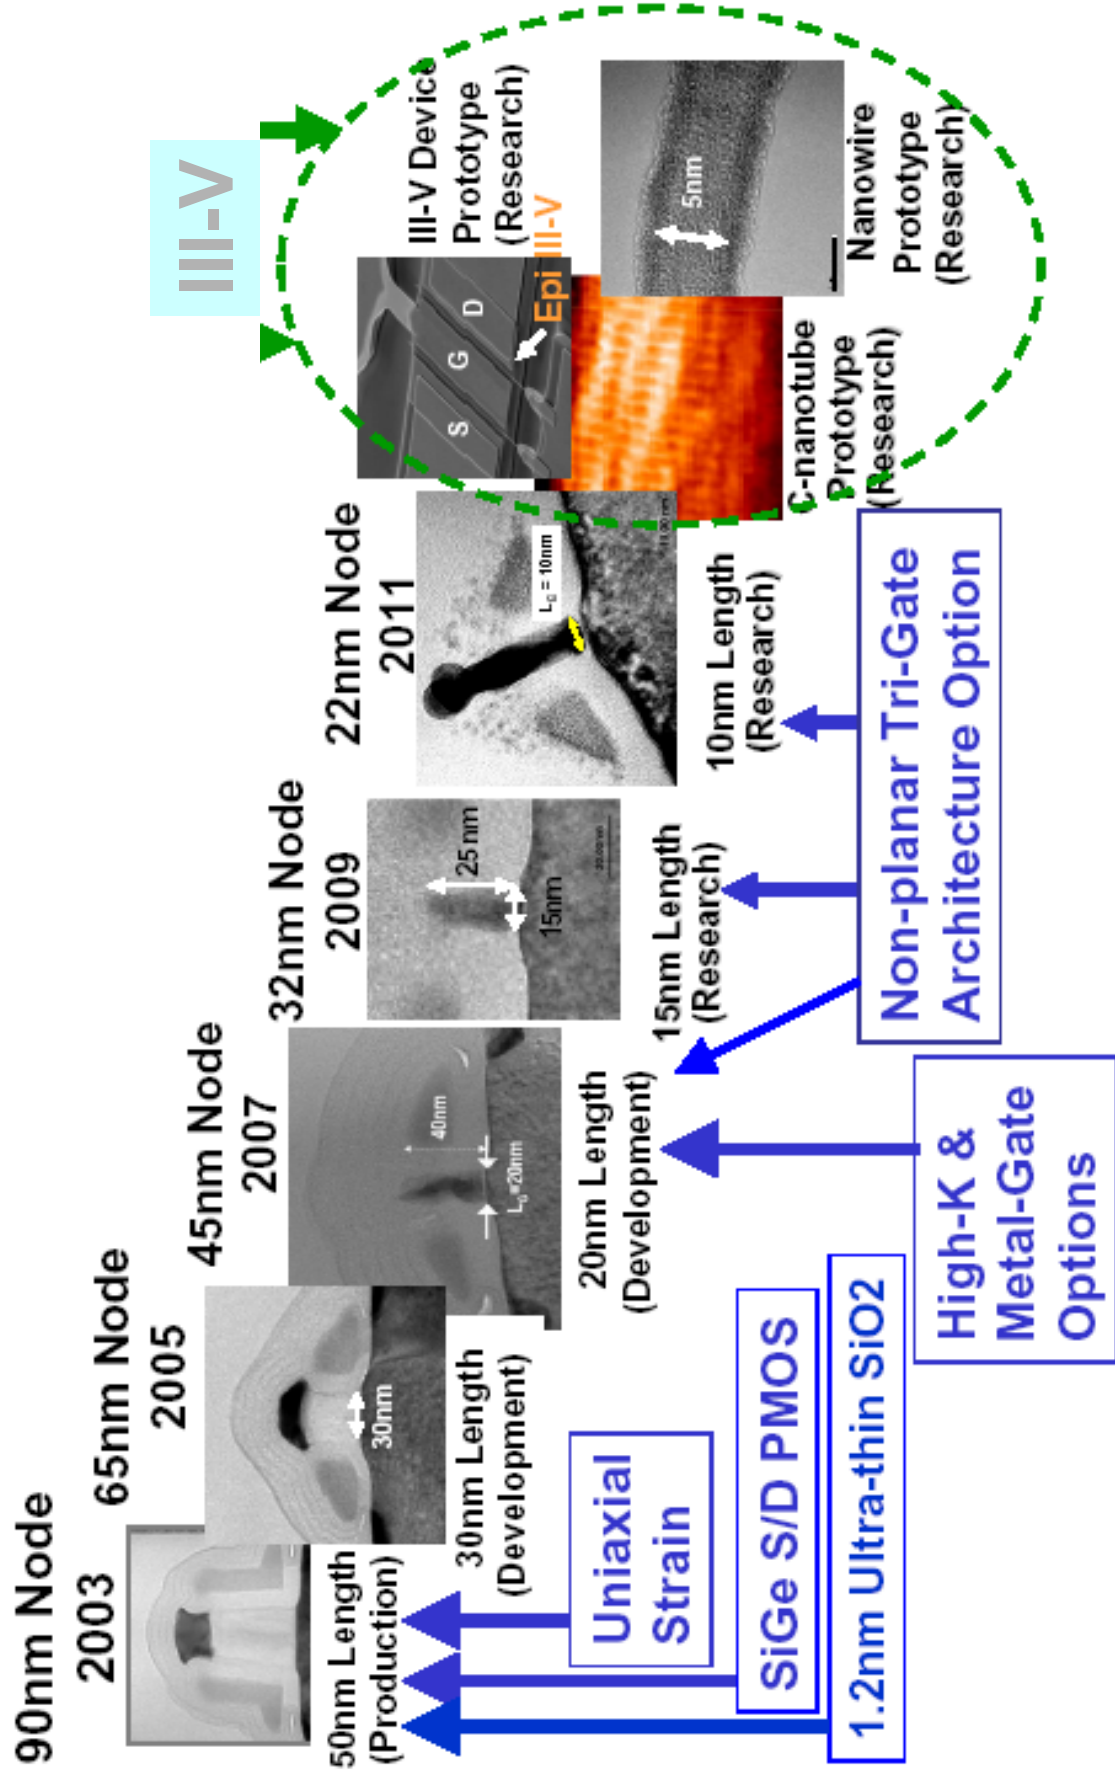 90nm Node
2003
50nm Length
(Production)
65nm Node
2005
30nm
30nm Length
(Development)
45nm Node
2007
40nm
LG=20nm
20nm Length
(Development)
32nm Node
2009
25 nm
15nm
15nm Length
(Research)
22nm Node
2011
LG = 10nm
10nm Length
(Research)
III-V
III-V Device
Prototype
(Research)
S
G
D
Epi III-V
C-nanotube
Prototype
(Research)
5nm
Nanowire
Prototype
(Research)
Uniaxial
Strain
SiGe S/D PMOS
1.2nm Ultra-thin SiO2
High-K &
Metal-Gate
Options
Non-planar Tri-Gate
Architecture Option